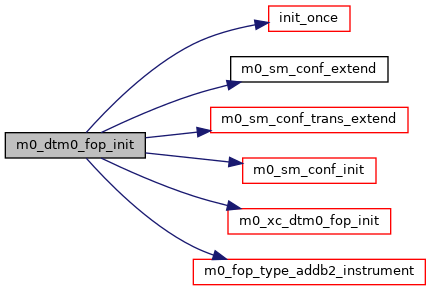 init_once
m0_sm_conf_extend
m0_sm_conf_trans_extend
m0_dtm0_fop_init
m0_sm_conf_init
m0_xc_dtm0_fop_init
m0_fop_type_addb2_instrument